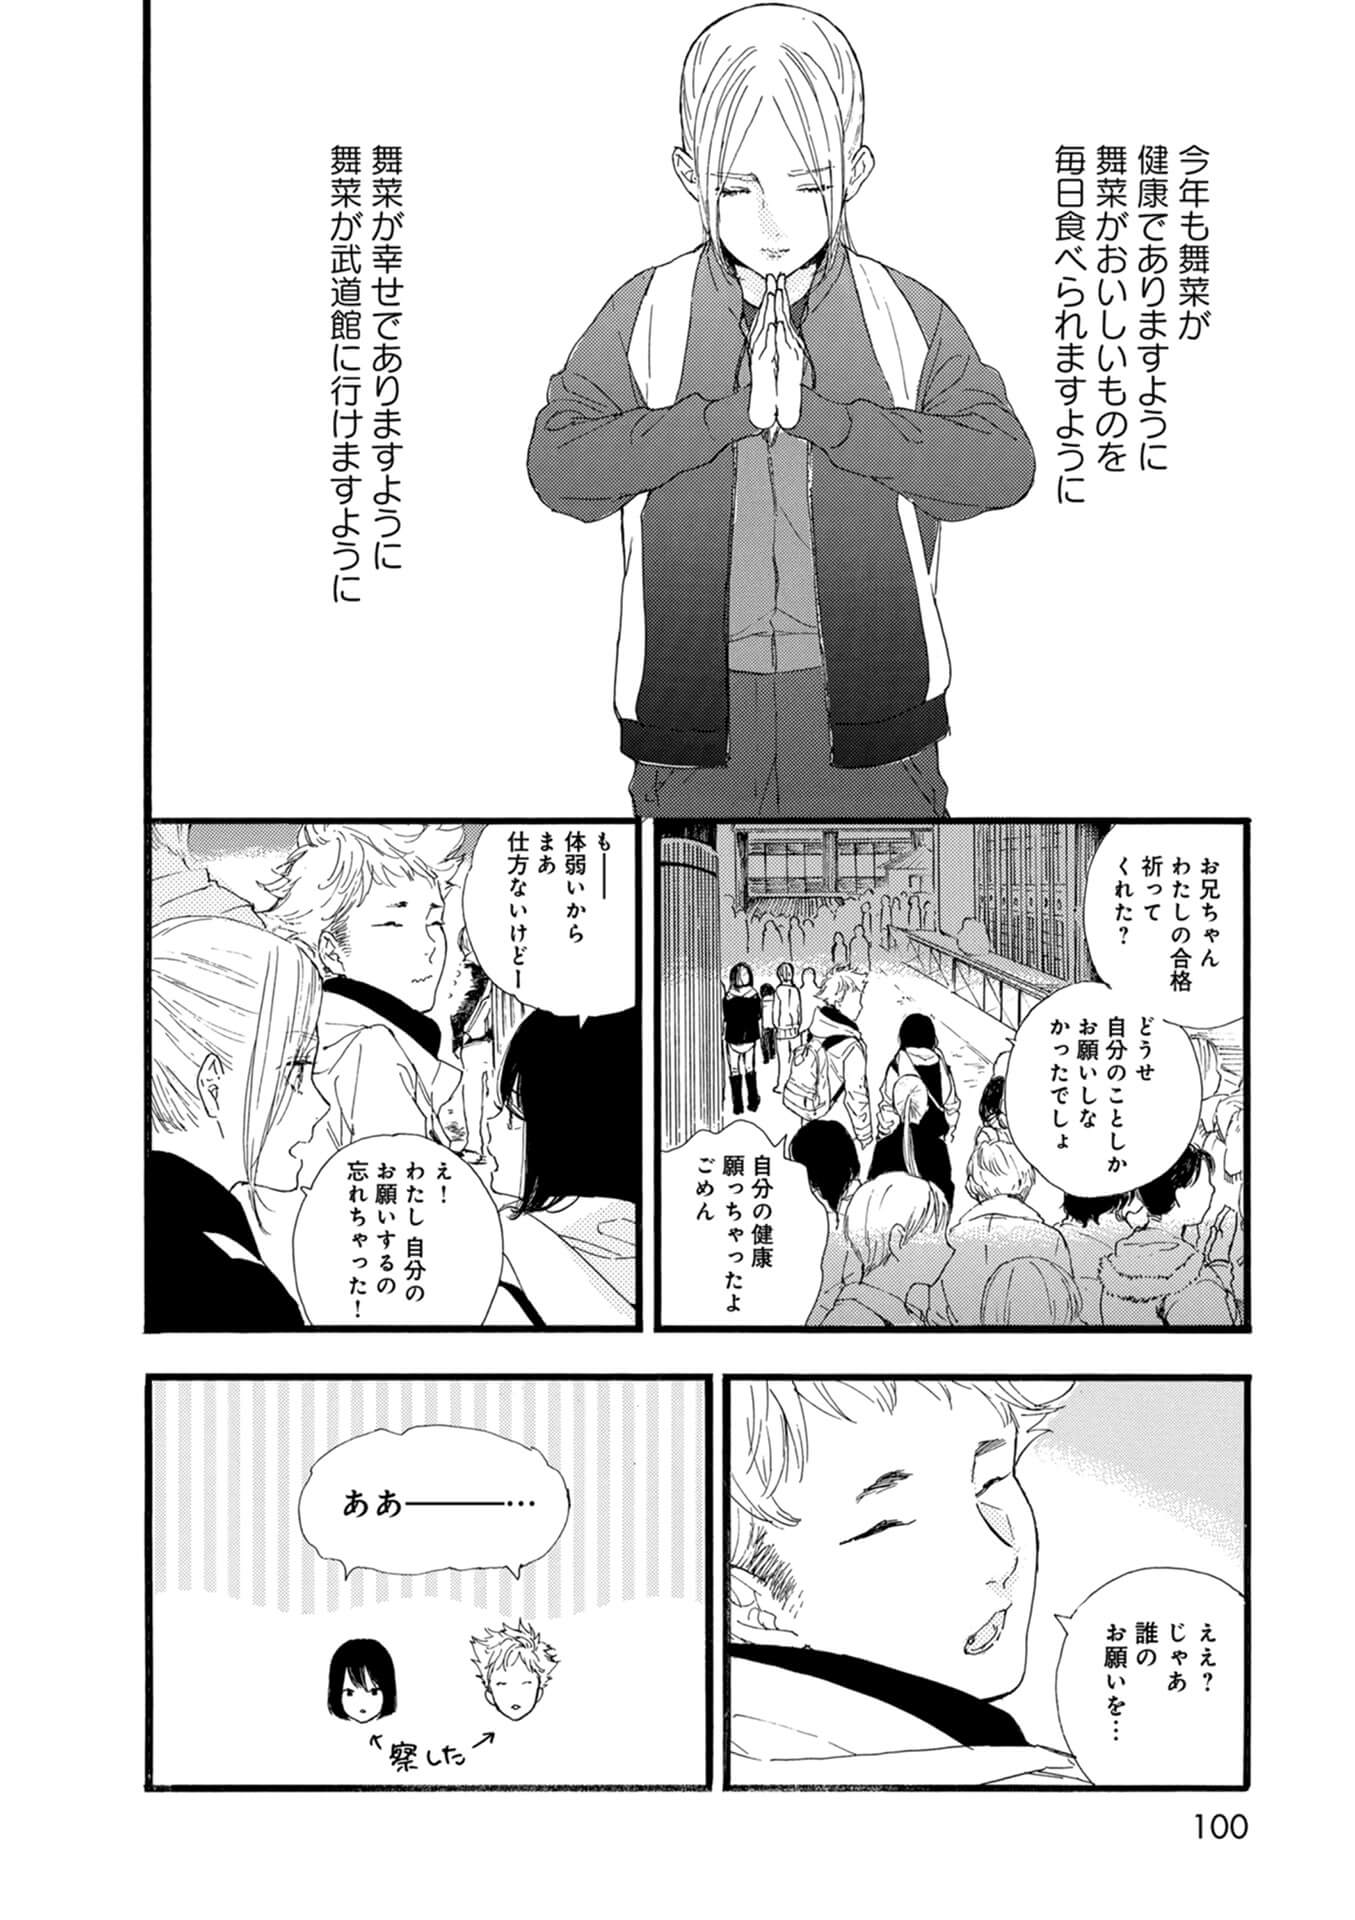 今年も舞菜が
健康でありますように
舞菜がおいしいものを
毎日食べられますように
舞菜が幸せでありますように
舞菜が武道館に行けますように
お兄ちゃん
わたしの合格
祈って
くれた?
どうせ
自分のことしか
お願いしな
かったでしょ
自分の健康
願っちゃったよ
ごめん
もー
体弱いから
まあ
仕方ないけどー
え!
わたし 自分の
お願いするの
忘れちゃった!
ええ?
じゃあ
誰の
お願いを…
ああ———…
察した
100